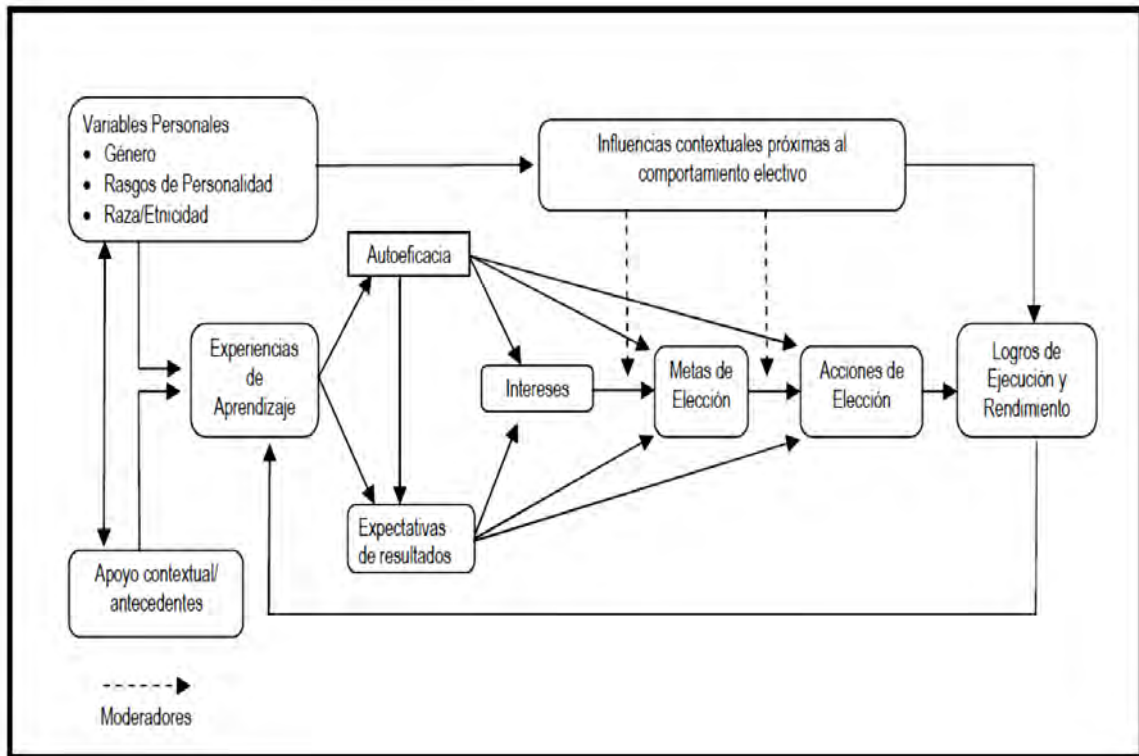 Variables Personales
• Género
• Rasgos de Personalidad
• Raza/Etnicidad
Influencias contextuales próximas al
comportamiento electivo
Autoeficacia
Experiencias
de
Aprendizaje
Intereses
Metas de
Elección
Acciones de
Elección
Logros de
Ejecución y
Rendimiento
Expectativas
de resultados
Apoyo contextual/
antecedentes
Moderadores